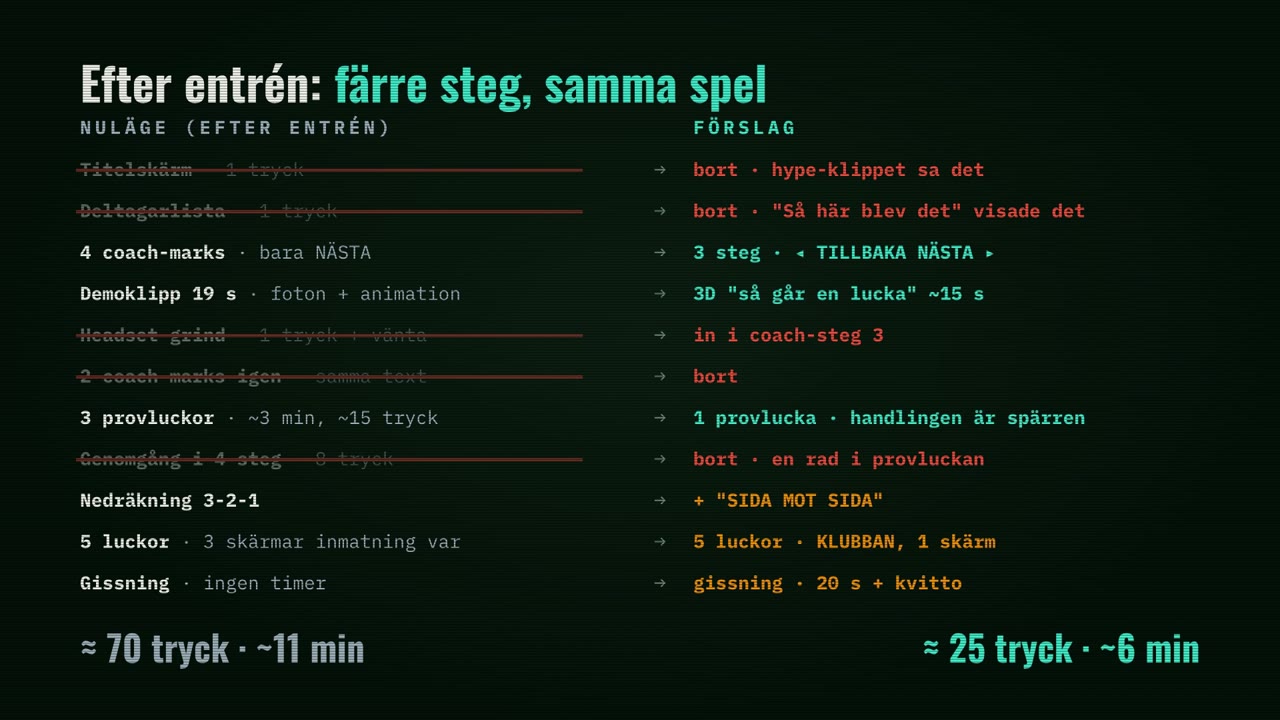 Efter entrén: färre steg, samma spel
NULÄGE (EFTER ENTRÉN) FÖRSLAG
Titelskärm · 1 tryck → bort · hype-klippet sa det
Deltagarlista · 1 tryck → bort · "Så här blev det" visade det
4 coach-marks · bara NÄSTA → 3 steg · ◂ TILLBAKA NÄSTA ▸
Demoklipp 19 s · foton + animation → 3D "så går en lucka" ~15 s
Headset-grind · 1 tryck + vänta → in i coach-steg 3
2 coach-marks igen · samma text → bort
3 provluckor · ~3 min, ~15 tryck → 1 provlucka · handlingen är spärren
Genomgång i 4 steg · 8 tryck → bort · en rad i provluckan
Nedräkning 3-2-1 → + "SIDA MOT SIDA"
5 luckor · 3 skärmar inmatning var → 5 luckor · KLUBBAN, 1 skärm
Gissning · ingen timer → gissning · 20 s + kvitto
≈ 70 tryck · ~11 min ≈ 25 tryck · ~6 min